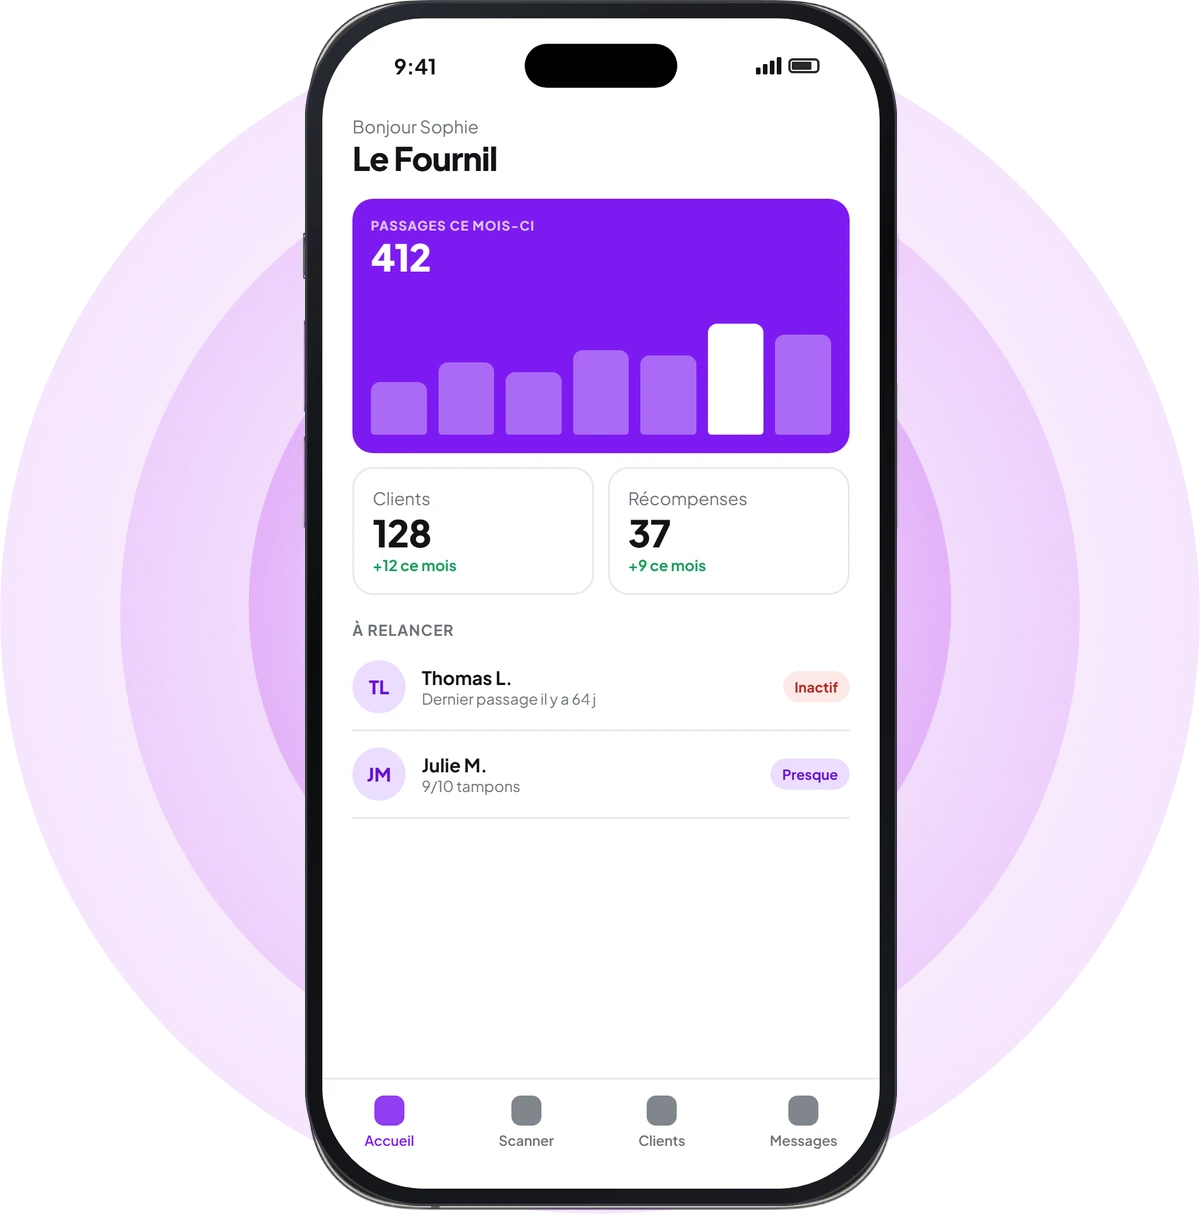 9:41
Bonjour Sophie
Le Fournil
PASSAGES CE MOIS-CI
412
Clients
128
+12 ce mois
Récompenses
37
+9 ce mois
À RELANCER
TL
Thomas L.
Dernier passage il y a 64 j
Inactif
JM
Julie M.
9/10 tampons
Presque
Accueil
Scanner
Clients
Messages